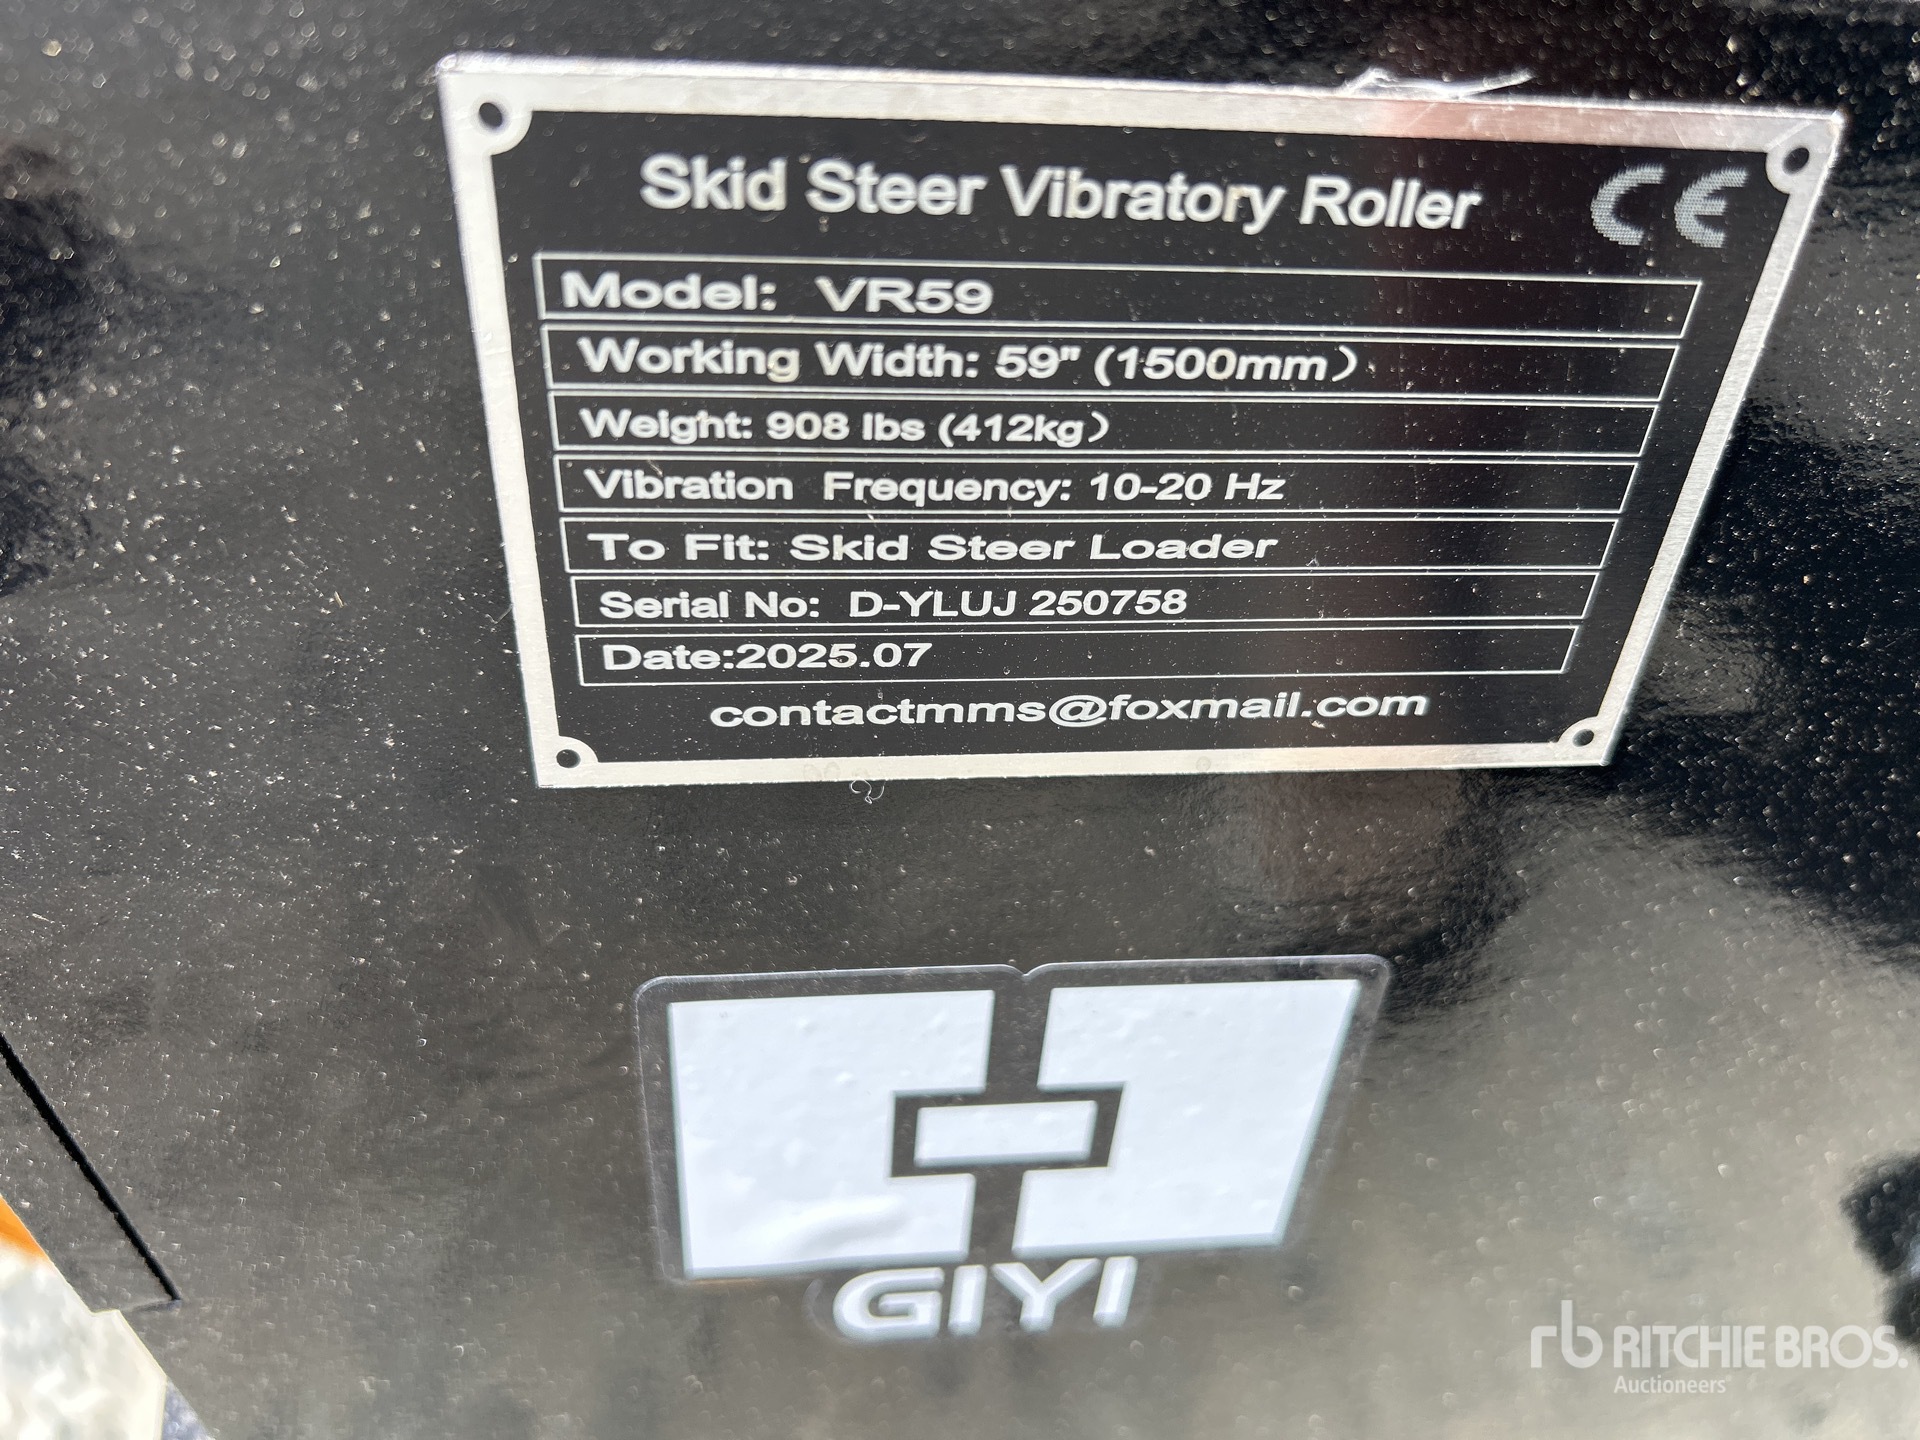 Skid Steer Vibratory Roller CE
Model: VR59
Working Width: 59" (1500mm)
Weight: 908 lbs (412kg)
Vibration Frequency: 10-20 Hz
To Fit: Skid Steer Loader
Serial No: D-YLUJ 250758
Date:2025.07
contactmms@foxmail.com
GIYI
rb RITCHIE BROS.
Auctioneers